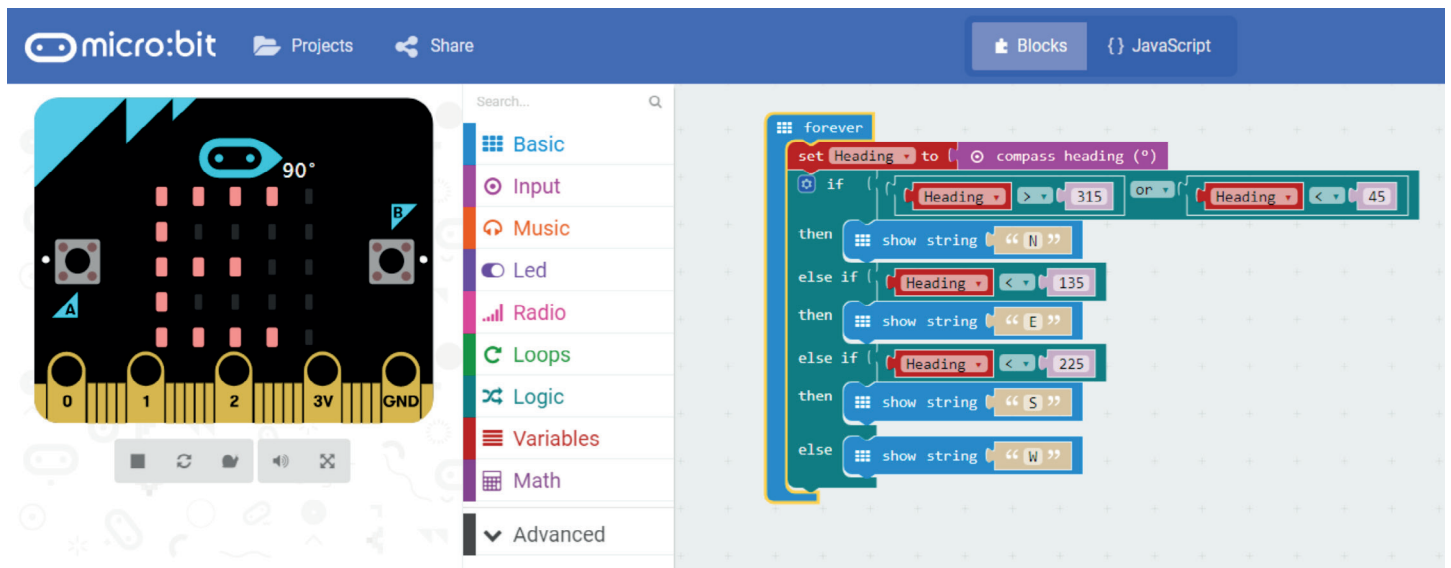 micro:bit Projects Share Blocks {} JavaScript
90°
B
A
0 1 2 3V GND
Search...
Basic
Input
Music
Led
Radio
Loops
Logic
Variables
Math
Advanced
forever
set Heading to compass heading (º)
if Heading > 315 or Heading < 45
then show string “ N ”
else if Heading < 135
then show string “ E ”
else if Heading < 225
then show string “ S ”
else show string “ W ”